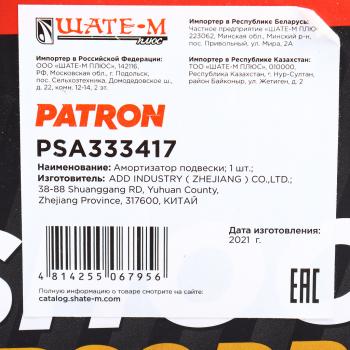 ШАТЕ-М
плюс
Импортер в Российской Федерации:
ООО «ШАТЕ-М ПЛЮС», 142116,
РФ, Московская обл., г. Подольск,
пос. Сельхозтехника, Домодедовское ш.,
д. 22, комн. 12-14, 2 эт.
Импортер в Республике Беларусь:
Частное предприятие «ШАТЕ-М ПЛЮС»
223062, Минская обл., Минский р-н,
пос. Привольный, ул. Мира, 2А
Импортер в Республике Казахстан:
ТОО «ШАТЕ-М ПЛЮС», 010000,
Республика Казахстан, г. Нур-Султан,
район Байконыр, ул. Жетиген, д. 2
PATRON
PSA333417
Наименование: Амортизатор подвески; 1 шт.;
Изготовитель: ADD INDUSTRY ( ZHEJIANG ) CO.,LTD.;
38-88 Shuanggang RD, Yuhuan County,
Zhejiang Province, 317600, КИТАЙ
Дата изготовления:
2021 г.
4 814255 067956
Полную информацию о товаре смотрите на сайте:
catalog.shate-m.com
EAC